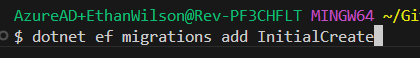 AzureAD+EthanWilson@Rev-PF3CHFLT MINGW64 ~/Gi
$ dotnet ef migrations add InitialCreate